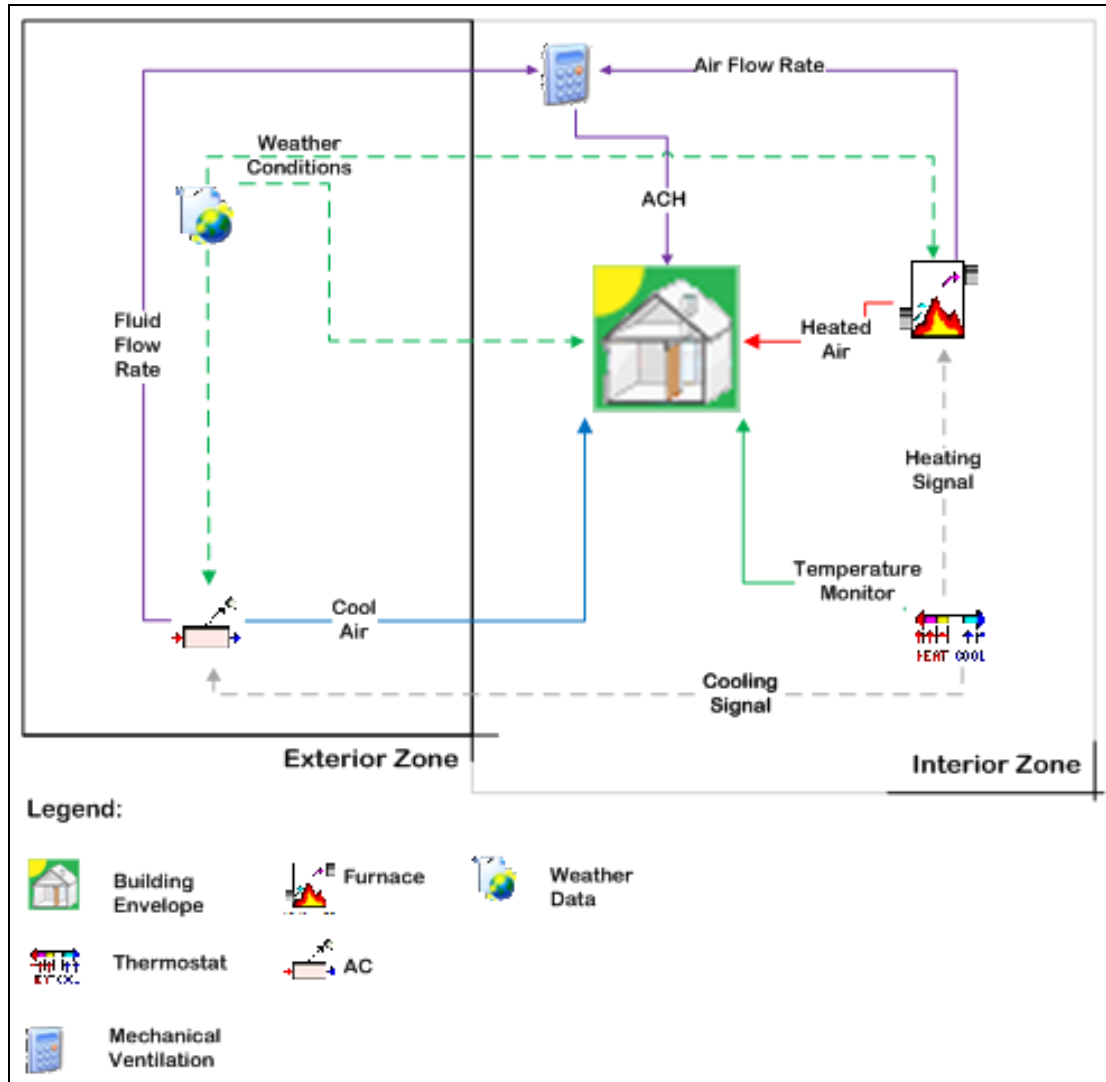 Air Flow Rate
Weather
Conditions
ACH
Fluid
Flow
Rate
Heated
Air
Heating
Signal
Temperature
Monitor
Cool
Air
HEAT COOL
Cooling
Signal
Exterior Zone
Interior Zone
Legend:
Building
Envelope
Furnace
Weather
Data
Thermostat
AC
Mechanical
Ventilation